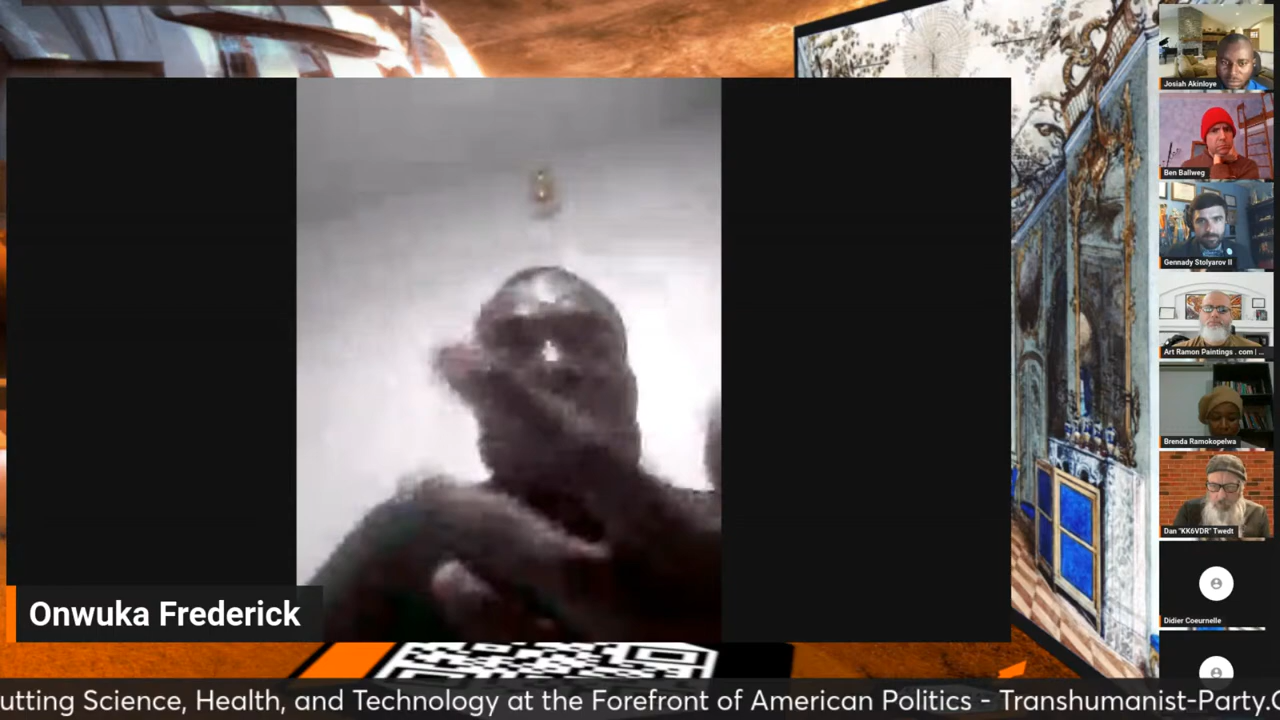 Onwuka Frederick
Josiah Akinloye
Ben Ballweg
Gennady Stolyarov II
Art Ramon Paintings . com | ...
Brenda Ramokopelwa
Dan "KK6VDR" Twedt
Didier Coeurnelle
utting Science, Health, and Technology at the Forefront of American Politics - Transhumanist-Party.